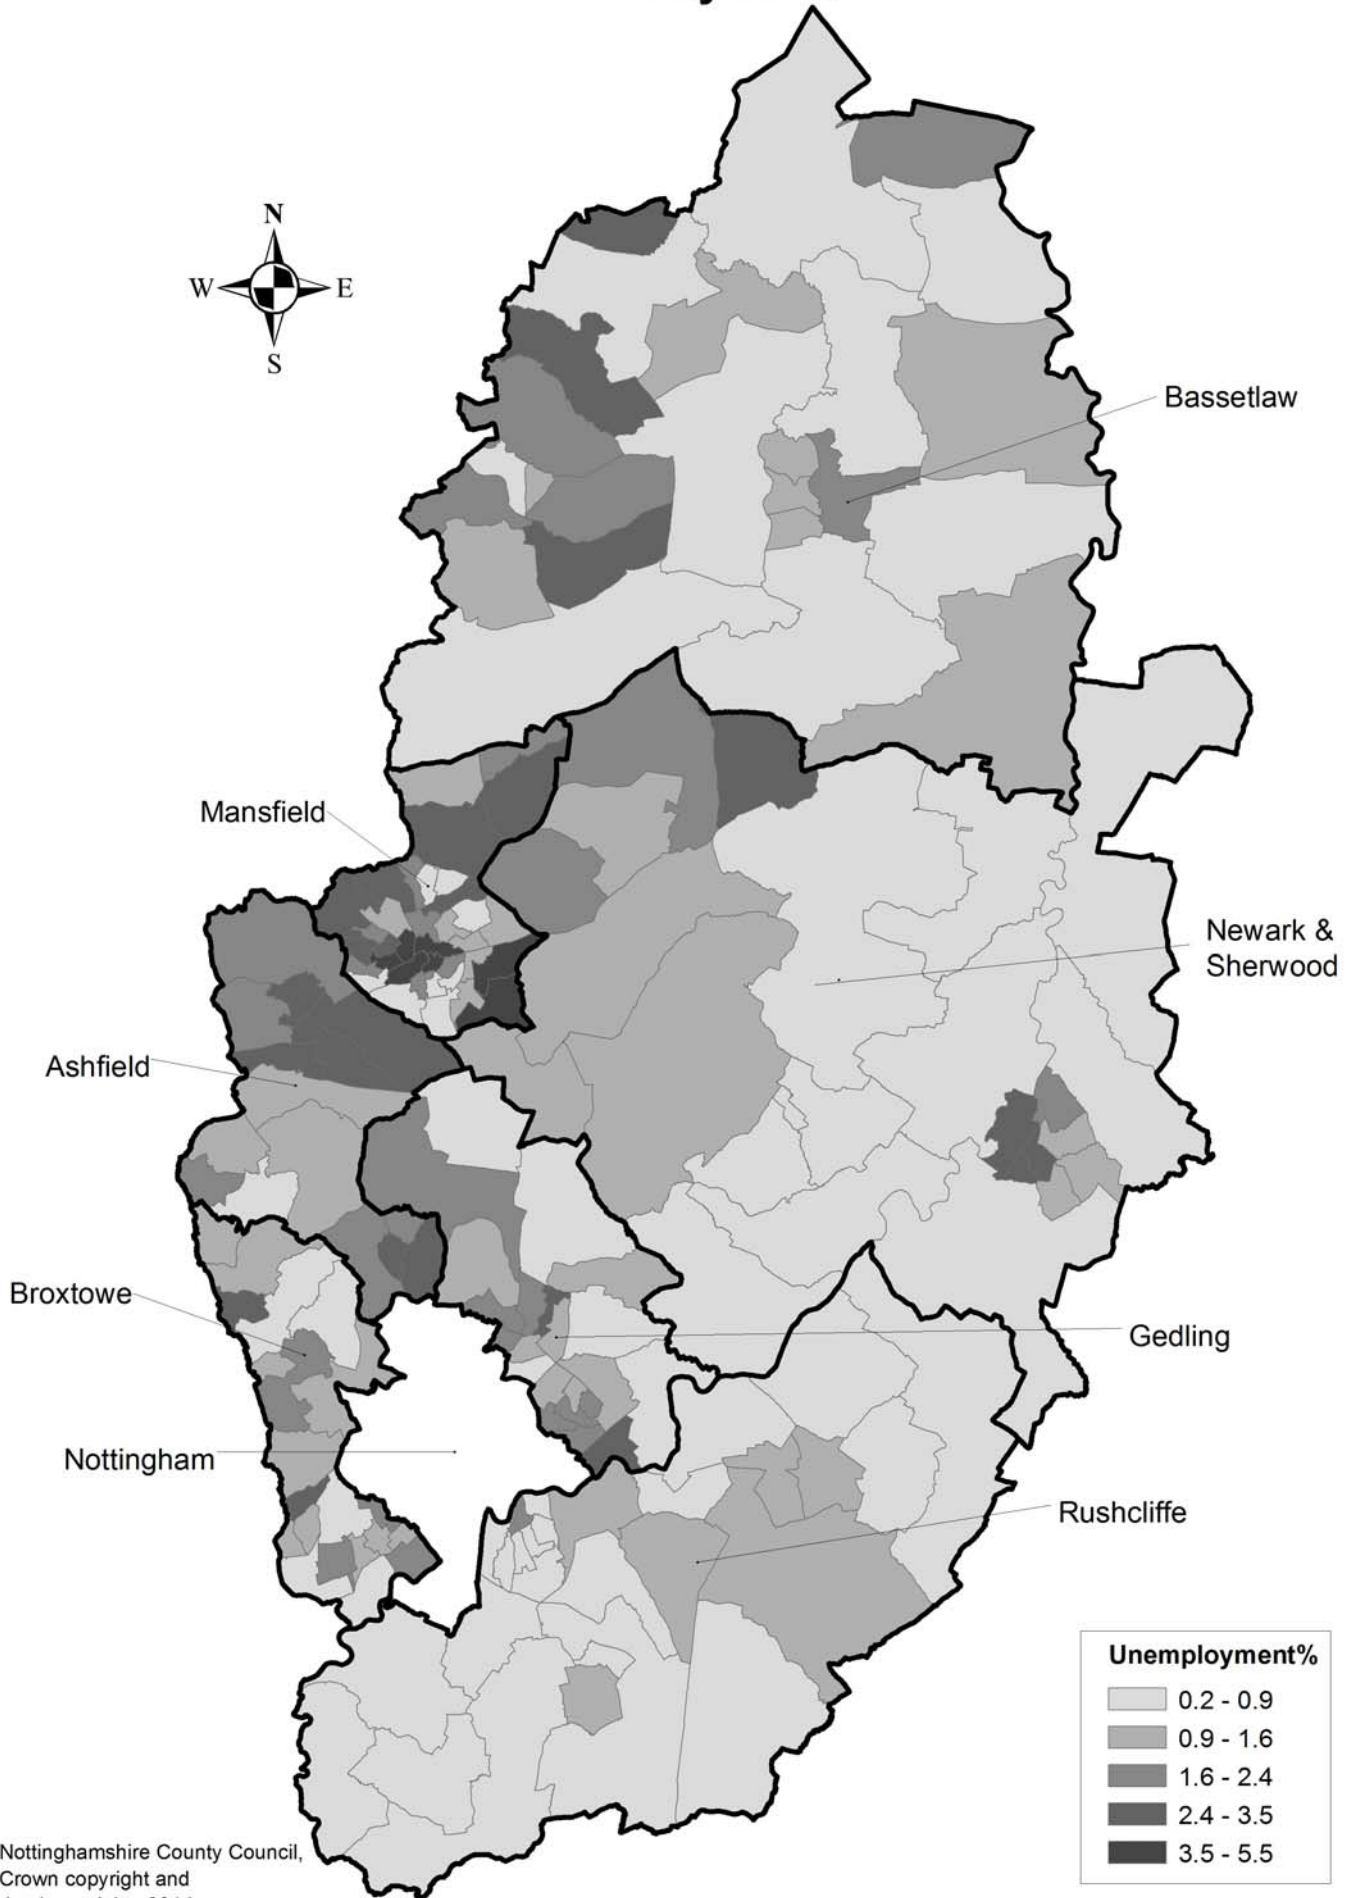 N
W E
S
Bassetlaw
Mansfield
Newark &
Sherwood
Ashfield
Broxtowe
Gedling
Nottingham
Rushcliffe
Unemployment%
0.2 - 0.9
0.9 - 1.6
1.6 - 2.4
2.4 - 3.5
3.5 - 5.5
Nottinghamshire County Council,
Crown copyright and